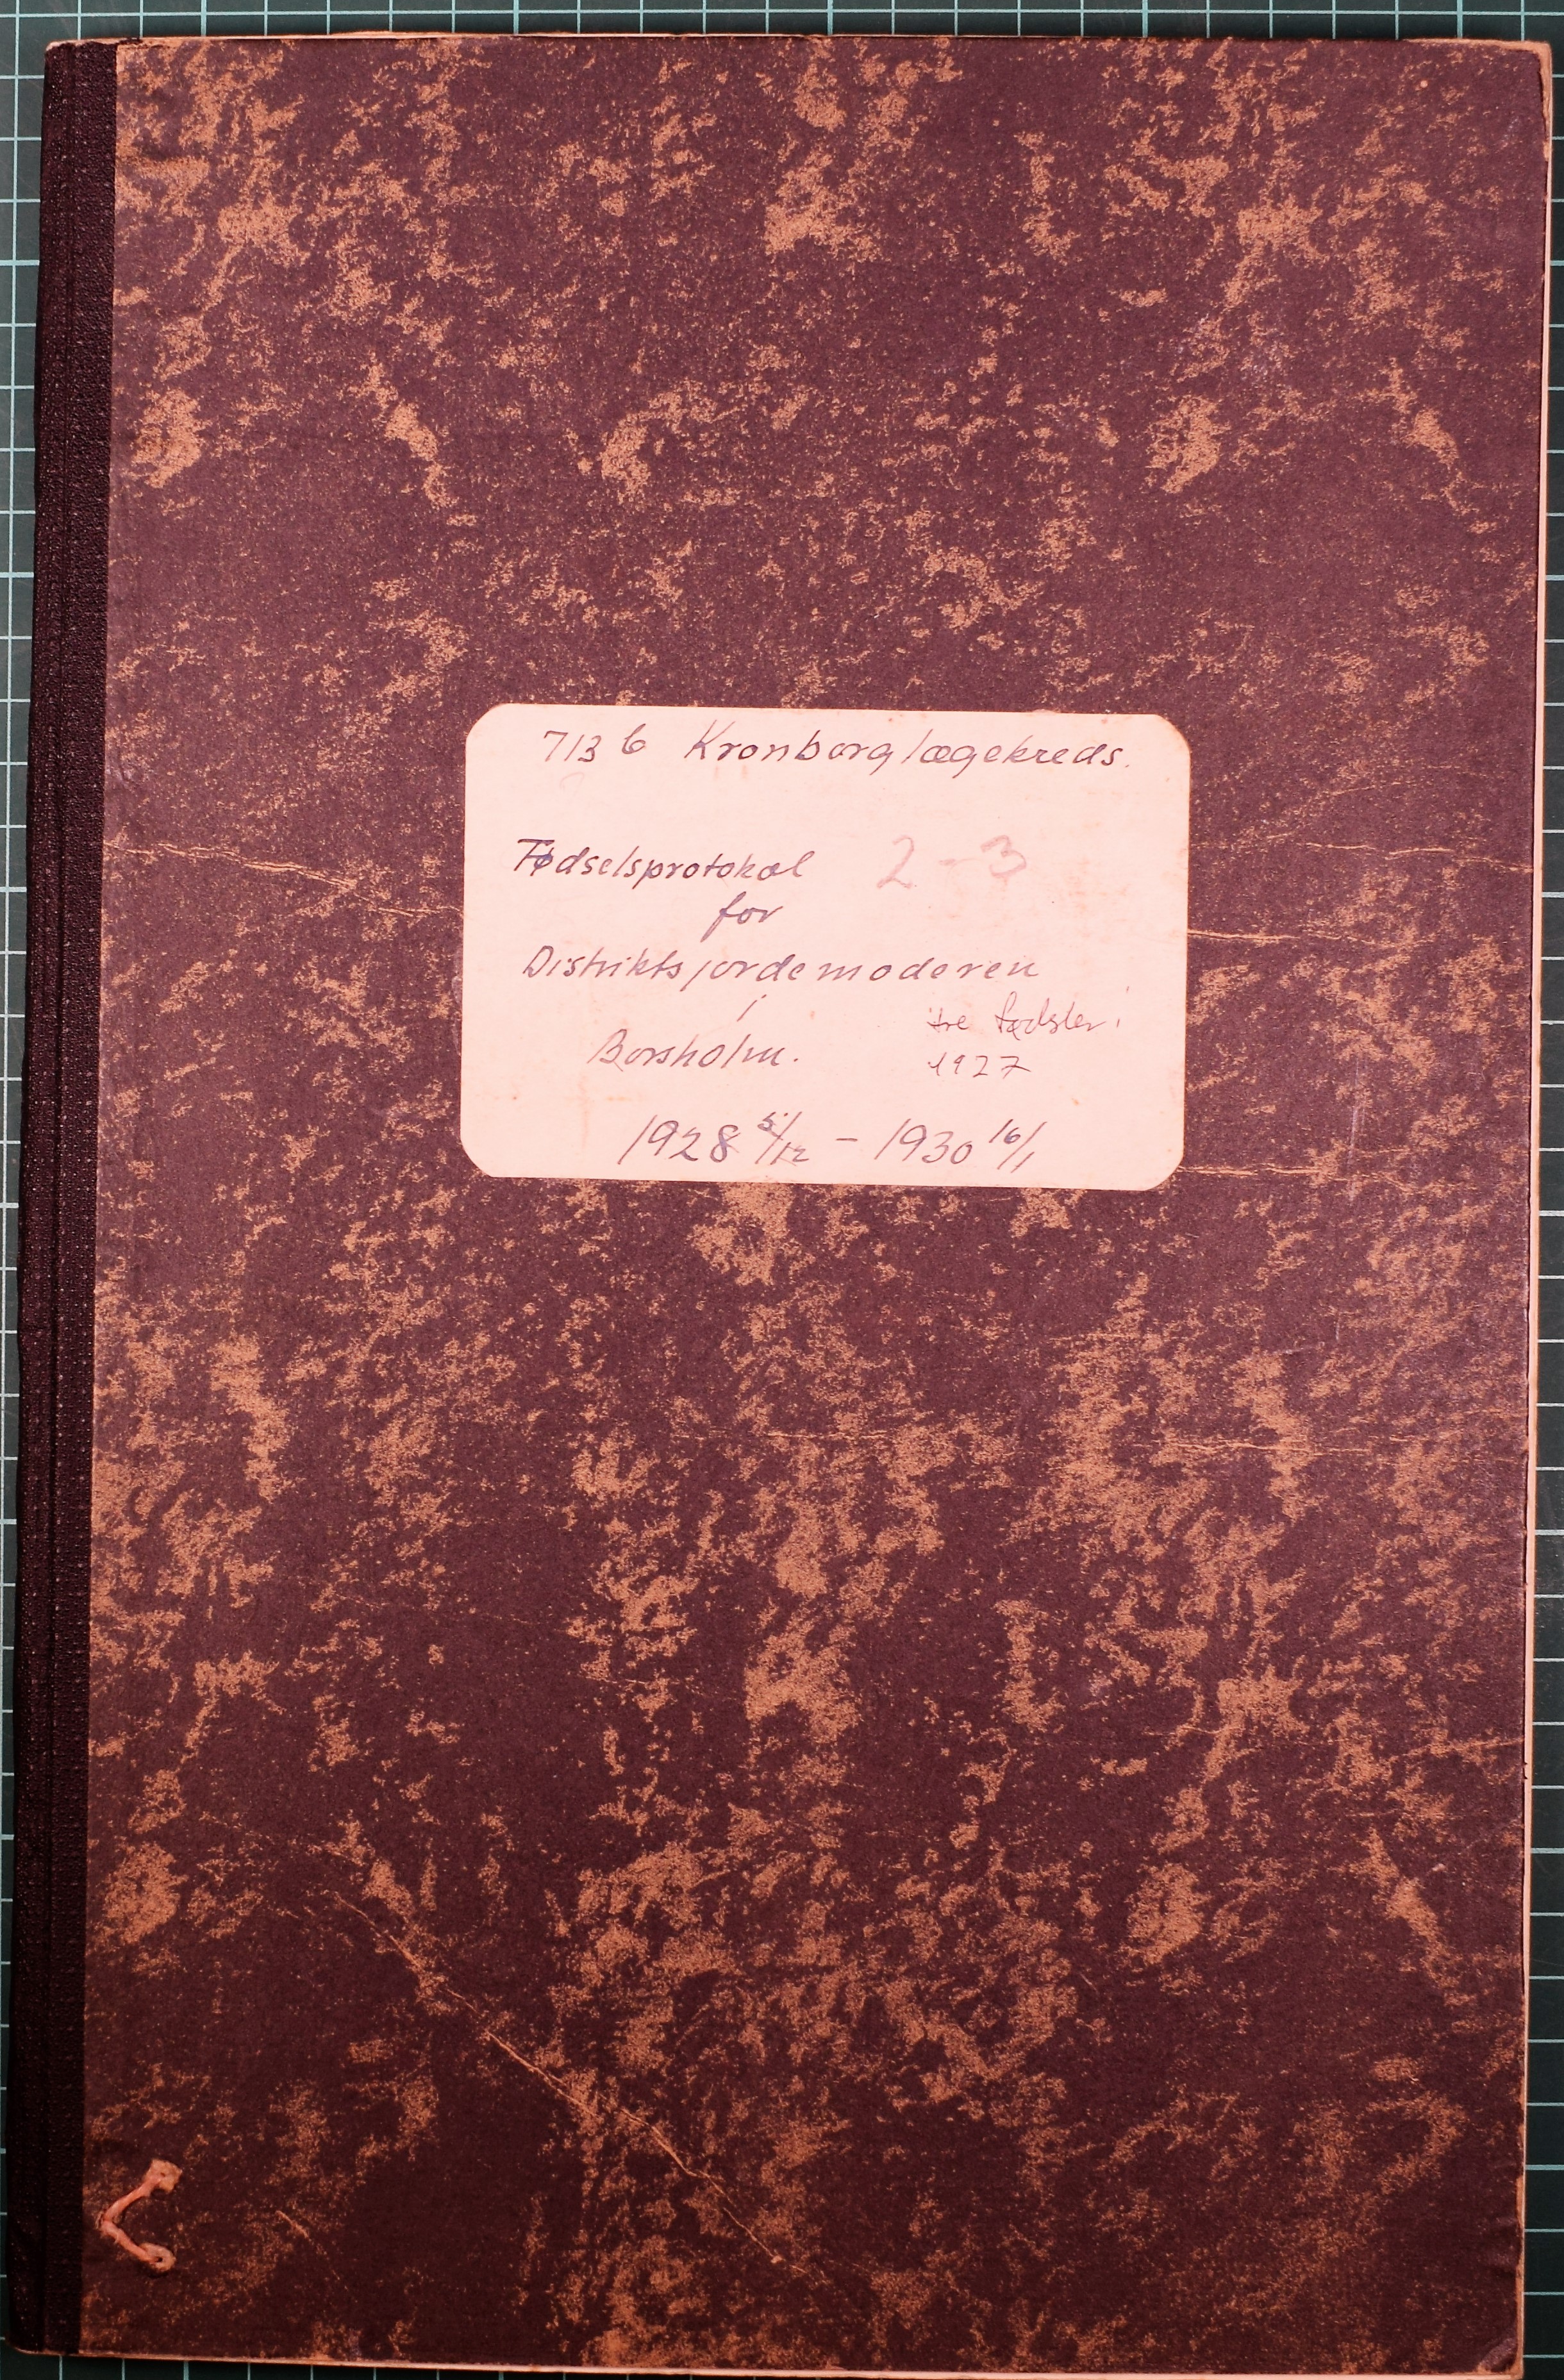 713 6 Kronborg lægekreds.
Fødselsprotokol 2-3
for
Distriktsjordemoderen
i
Borsholm.
tre fødsler i
1927
1928 5/12 - 1930 16/1